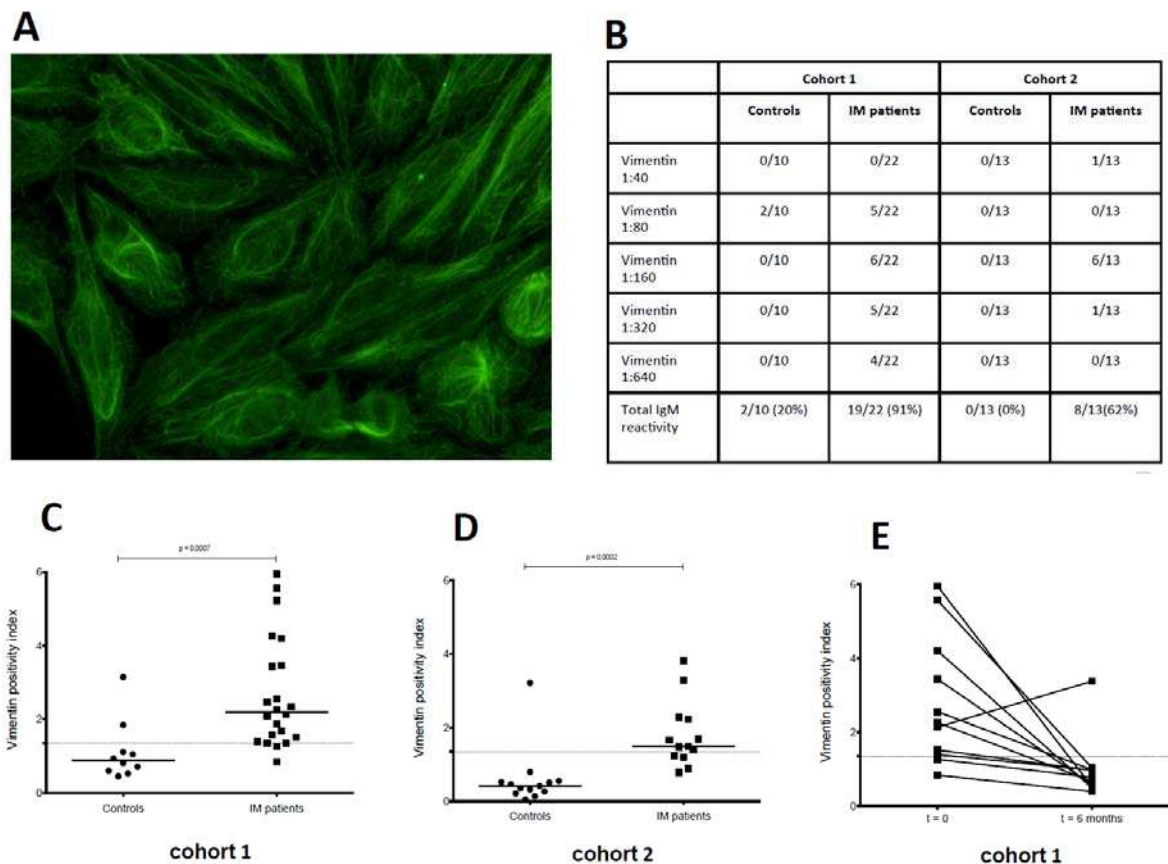 A
B
Cohort 1 Cohort 2
Controls IM patients Controls IM patients
Vimentin 1:40 0/10 0/22 0/13 1/13
Vimentin 1:80 2/10 5/22 0/13 0/13
Vimentin 1:160 0/10 6/22 0/13 6/13
Vimentin 1:320 0/10 5/22 0/13 1/13
Vimentin 1:640 0/10 4/22 0/13 0/13
Total IgM reactivity 2/10 (20%) 19/22 (91%) 0/13 (0%) 8/13(62%)
C
p = 0.0007
Vimentin positivity index
6
4
2
0
Controls IM patients
cohort 1
D
p = 0.0002
Vimentin positivity index
6
4
2
0
Controls IM patients
cohort 2
E
Vimentin positivity index
6
4
2
0
t = 0 t = 6 months
cohort 1